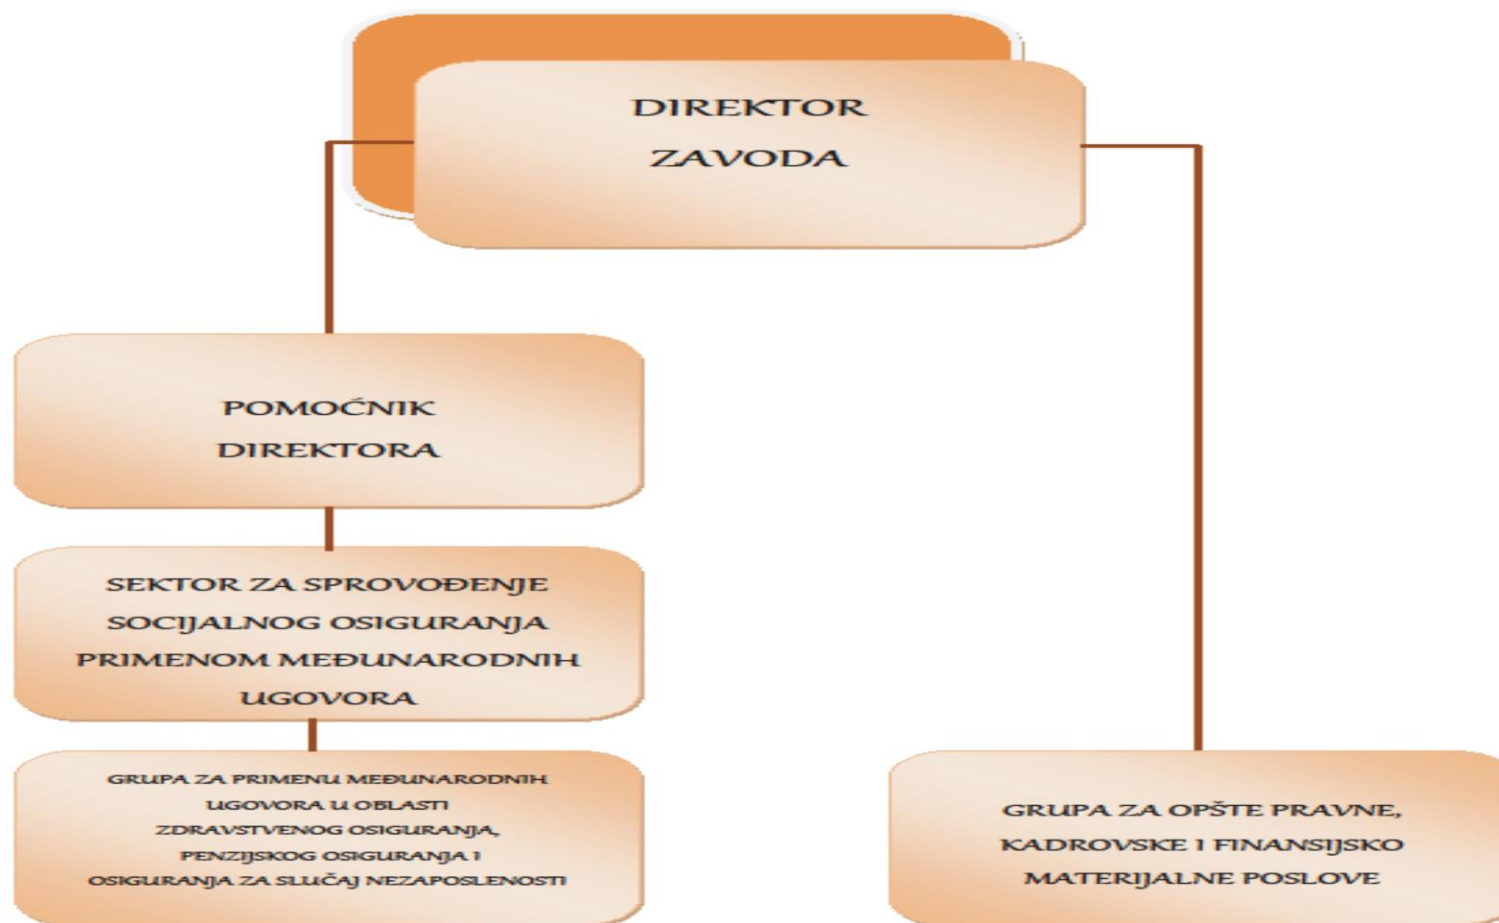 DIREKTOR
ZAVODA
POMOĆNIK
DIREKTORA
SEKTOR ZA SPROVOĐENJE
SOCIJALNOG OSIGURANJA
PRIMENOM MEĐUNARODNIH
UGOVORA
GRUPA ZA PRIMENU MEĐUNARODNIH
UGOVORA U OBLASTI
ZDRAVSTVENOG OSIGURANJA,
PENZIJSKOG OSIGURANJA I
OSIGURANJA ZA SLUČAJ NEZAPOSLENOSTI
GRUPA ZA OPŠTE PRAVNE,
KADROVSKE I FINANSIJSKO
MATERIJALNE POSLOVE